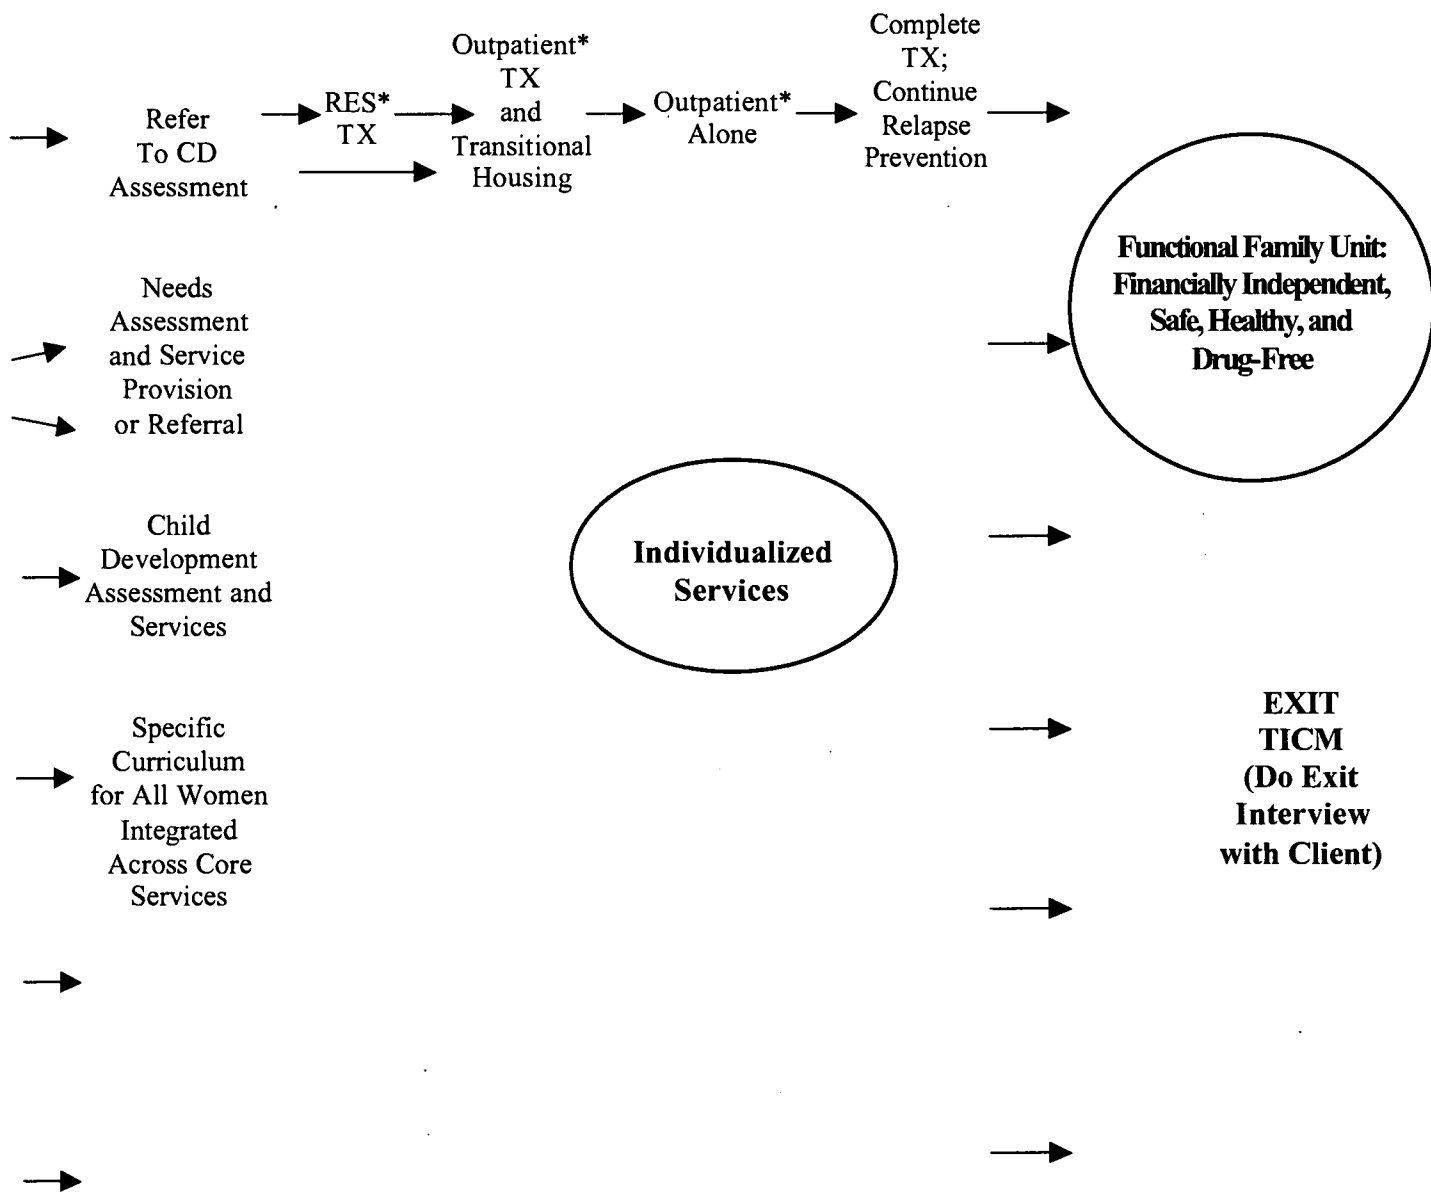 Refer
To CD
Assessment
RES*
TX
Outpatient*
TX
and
Transitional
Housing
Outpatient*
Alone
Complete
TX;
Continue
Relapse
Prevention
Functional Family Unit:
Financially Independent,
Safe, Healthy, and
Drug-Free
Needs
Assessment
and Service
Provision
or Referral
Child
Development
Assessment and
Services
Individualized
Services
Specific
Curriculum
for All Women
Integrated
Across Core
Services
EXIT
TICM
(Do Exit
Interview
with Client)